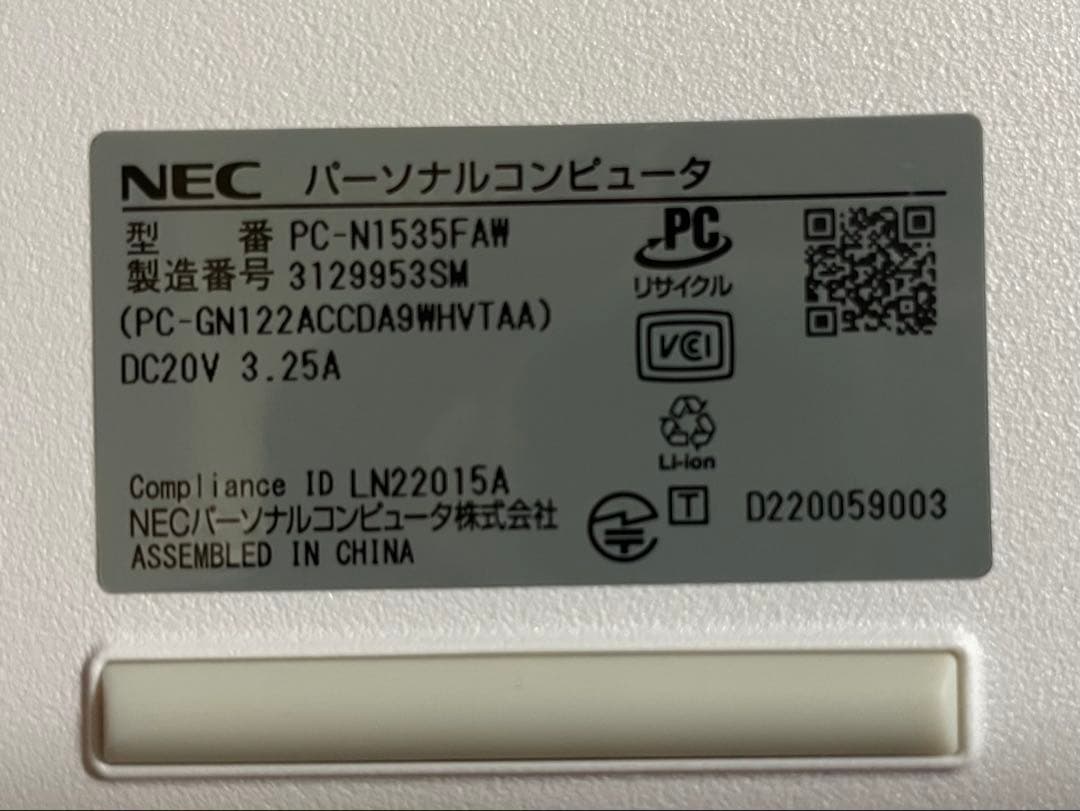 NEC パーソナルコンピュータ
型番 PC-N1535FAW
製造番号 3129953SM
(PC-GN122ACCDA9WHVTAA)
DC20V 3.25A
PC
リサイクル
VCCI
Li-ion
Compliance ID LN22015A
NECパーソナルコンピュータ株式会社
ASSEMBLED IN CHINA
T D220059003